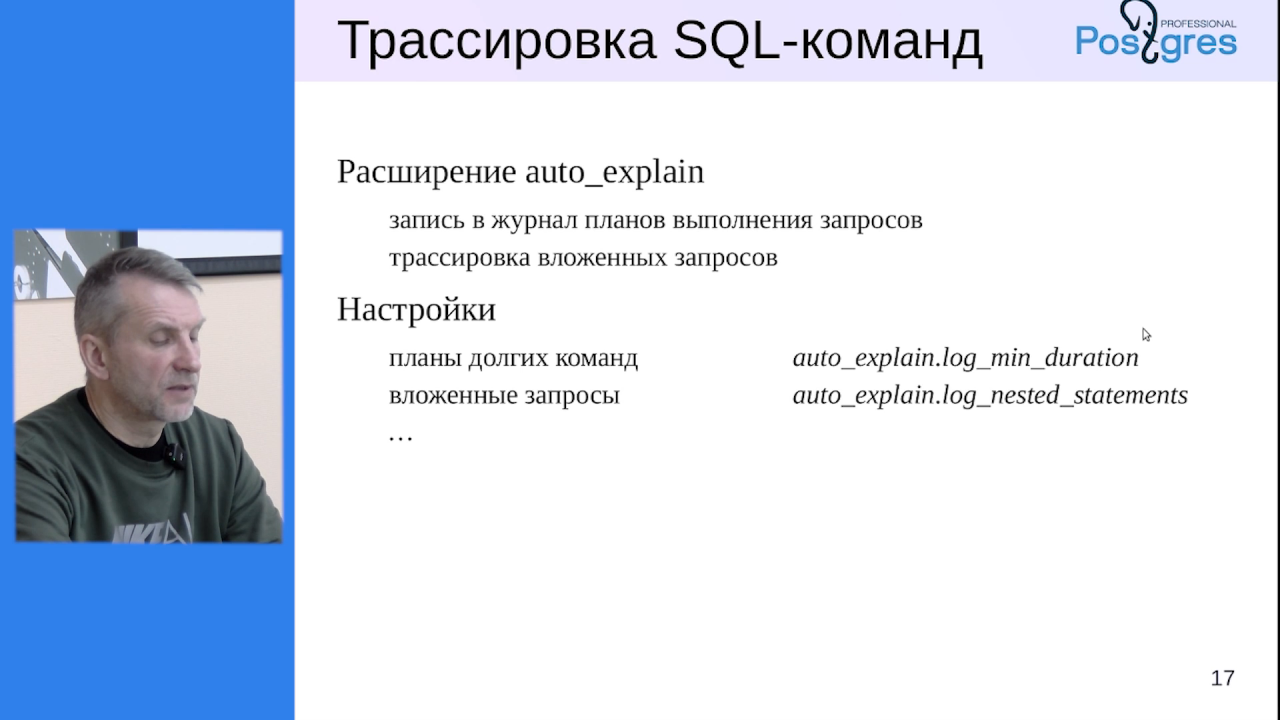 Трассировка SQL-команд
PROFESSIONAL
Postgres
Расширение auto_explain
запись в журнал планов выполнения запросов
трассировка вложенных запросов
Настройки
планы долгих команд auto_explain.log_min_duration
вложенные запросы auto_explain.log_nested_statements
…
NIKE
17